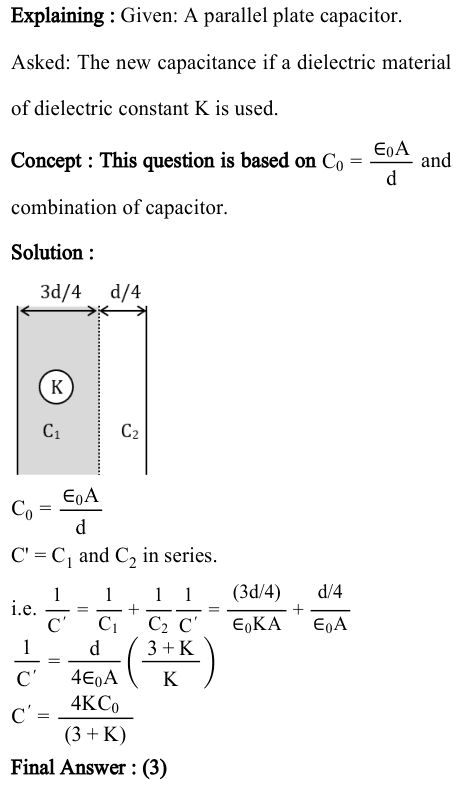 Explaining : Given: A parallel plate capacitor.
Asked: The new capacitance if a dielectric material
of dielectric constant K is used.
Concept : This question is based on C₀ = ∈₀A/d and
combination of capacitor.
Solution :
3d/4 d/4
K
C₁ C₂
C₀ = ∈₀A/d
C' = C₁ and C₂ in series.
i.e. 1/C′ = 1/C₁ + 1/C₂ 1/C′ = (3d/4)/∈₀KA + d/4/∈₀A
1/C′ = d/4∈₀A (3 + K/K)
C′ = 4KC₀/(3 + K)
Final Answer : (3)